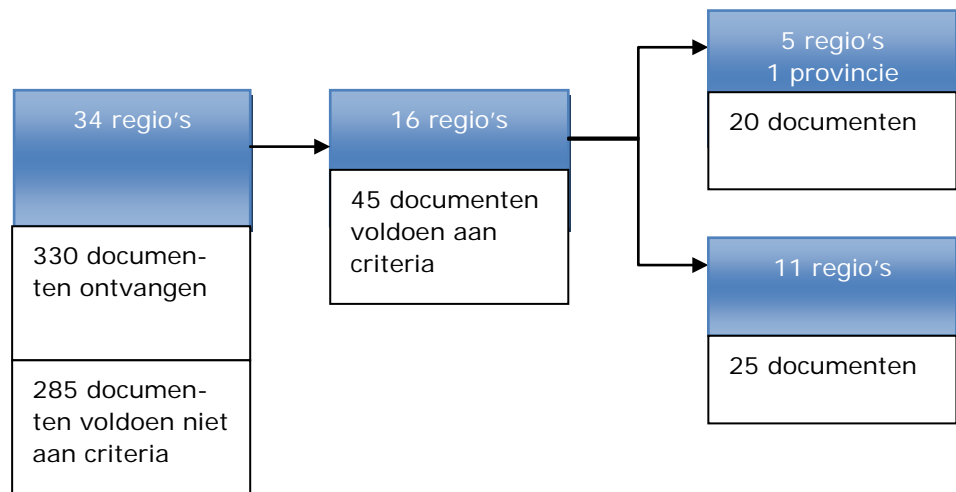 34 regio's
330 documen-
ten ontvangen
285 documen-
ten voldoen niet
aan criteria
16 regio's
45 documenten
voldoen aan
criteria
5 regio's
1 provincie
20 documenten
11 regio's
25 documenten